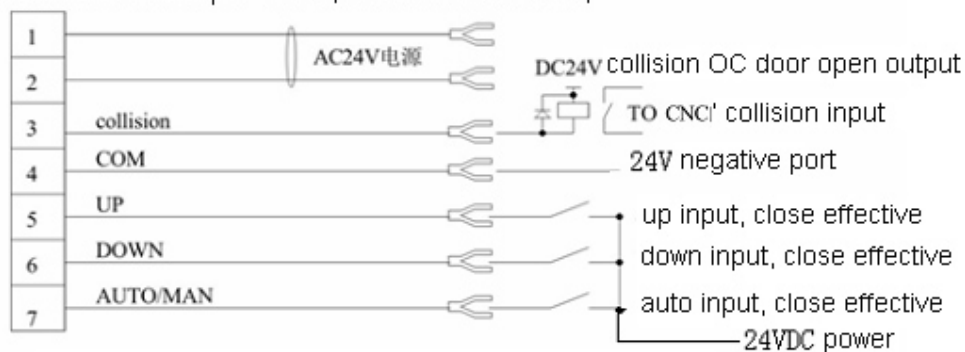 1
AC24V电源
2
DC24V collision OC door open output
3
collision
TO CNC' collision input
4
COM
24V negative port
5
UP
up input, close effective
6
DOWN
down input, close effective
7
AUTO/MAN
auto input, close effective
24VDC power